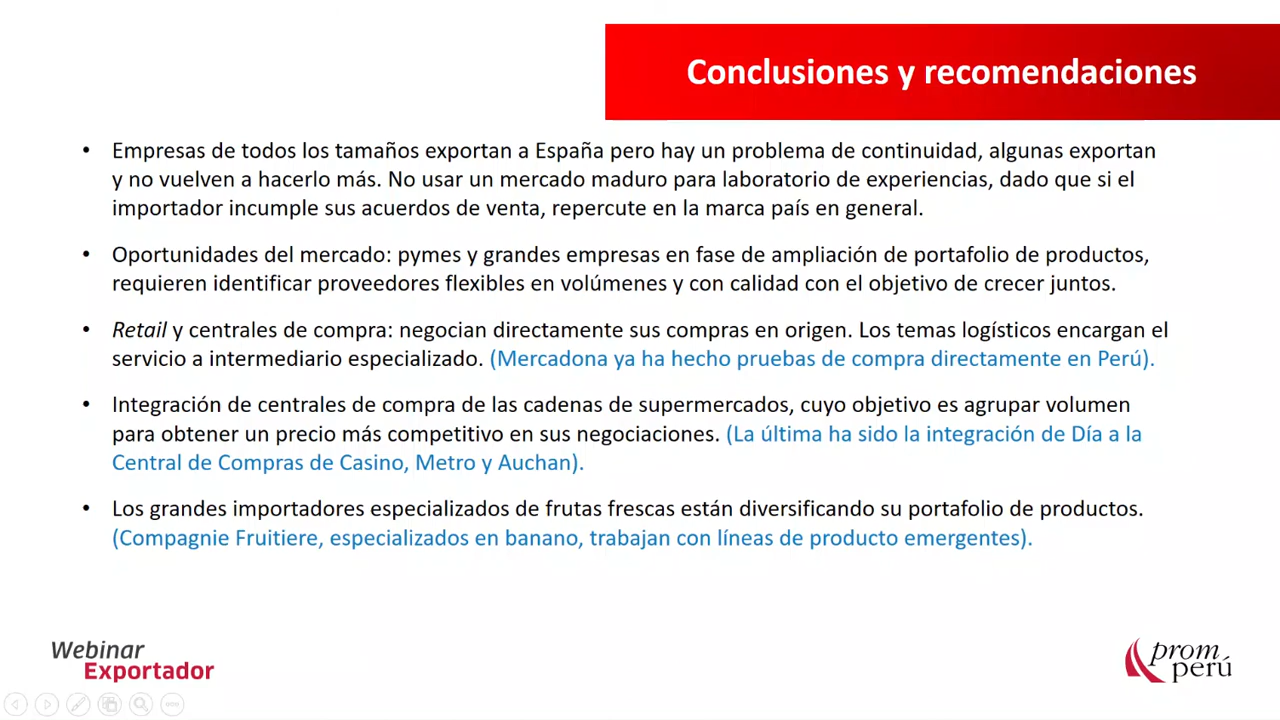 Conclusiones y recomendaciones
• Empresas de todos los tamaños exportan a España pero hay un problema de continuidad, algunas exportan
y no vuelven a hacerlo más. No usar un mercado maduro para laboratorio de experiencias, dado que si el
importador incumple sus acuerdos de venta, repercute en la marca país en general.
• Oportunidades del mercado: pymes y grandes empresas en fase de ampliación de portafolio de productos,
requieren identificar proveedores flexibles en volúmenes y con calidad con el objetivo de crecer juntos.
• Retail y centrales de compra: negocian directamente sus compras en origen. Los temas logísticos encargan el
servicio a intermediario especializado. (Mercadona ya ha hecho pruebas de compra directamente en Perú).
• Integración de centrales de compra de las cadenas de supermercados, cuyo objetivo es agrupar volumen
para obtener un precio más competitivo en sus negociaciones. (La última ha sido la integración de Día a la
Central de Compras de Casino, Metro y Auchan).
• Los grandes importadores especializados de frutas frescas están diversificando su portafolio de productos.
(Compagnie Fruitiere, especializados en banano, trabajan con líneas de producto emergentes).
Webinar
Exportador
prom
perú